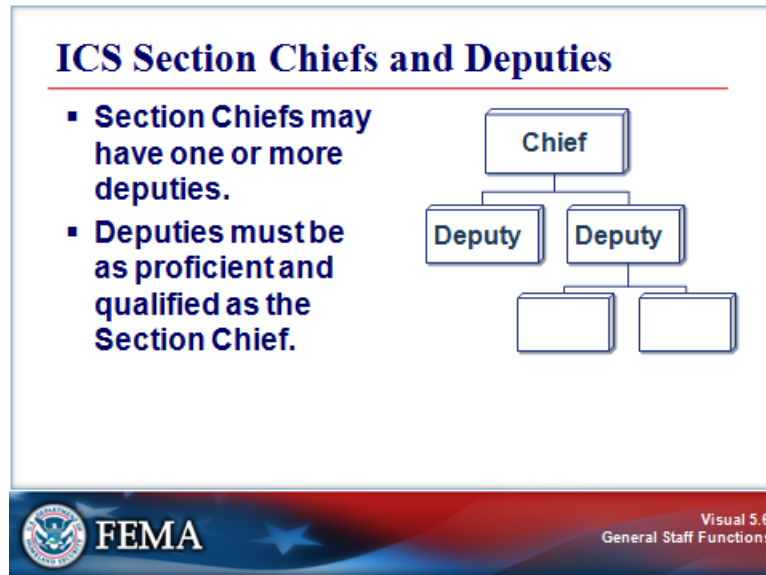 ICS Section Chiefs and Deputies
▪ Section Chiefs may
have one or more
deputies.
▪ Deputies must be
as proficient and
qualified as the
Section Chief.
Chief
Deputy Deputy
FEMA
Visual 5.6
General Staff Functions